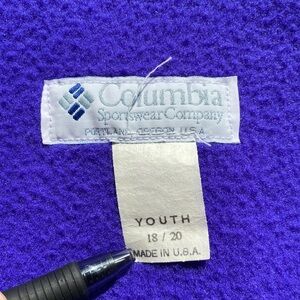 Columbia
Sportswear Company
PORTLAND, OREGON U.S.A.
YOUTH
18 / 20
MADE IN U.S.A.